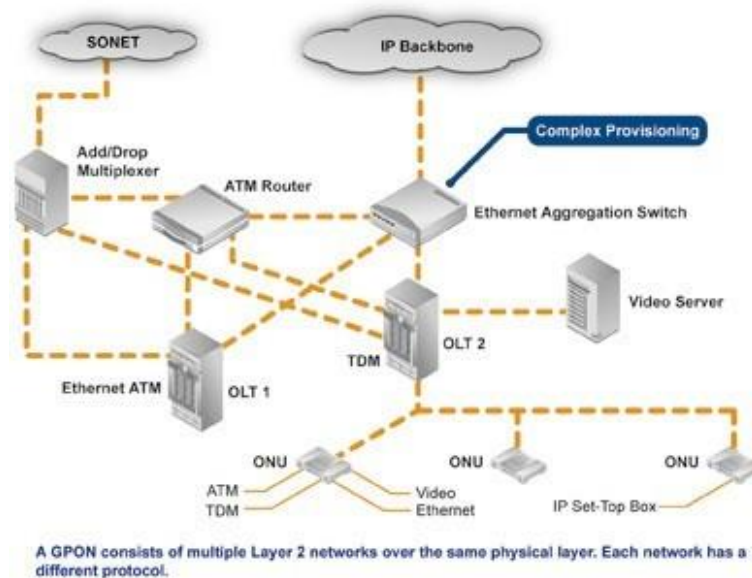 SONET
IP Backbone
Complex Provisioning
Add/Drop
Multiplexer
ATM Router
Ethernet Aggregation Switch
Video Server
OLT 2
TDM
Ethernet ATM
OLT 1
ONU
ONU
ONU
ATM
Video
TDM
Ethernet
IP Set-Top Box
A GPON consists of multiple Layer 2 networks over the same physical layer. Each network has a
different protocol.